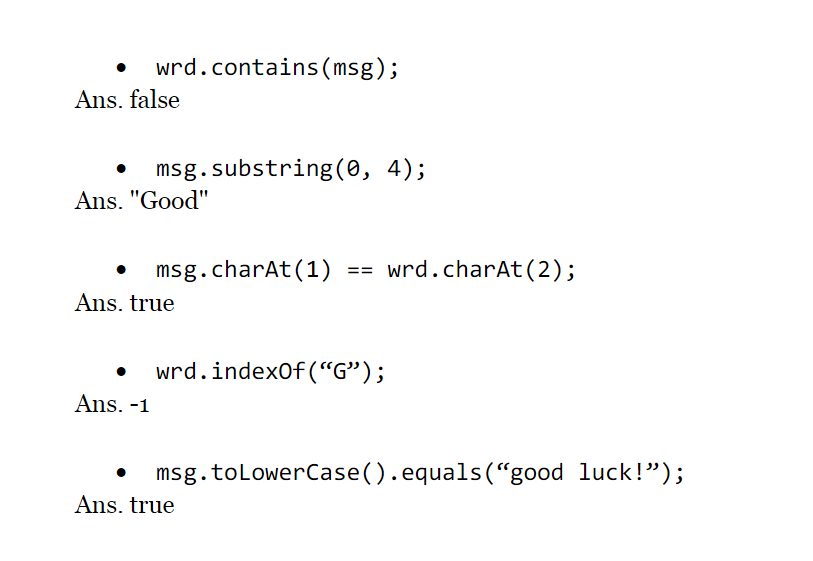 • wrd.contains(msg);
Ans. false
• msg.substring(0, 4);
Ans. "Good"
• msg.charAt(1) == wrd.charAt(2);
Ans. true
• wrd.indexOf(“G”);
Ans. -1
• msg.toLowerCase().equals(“good luck!”);
Ans. true